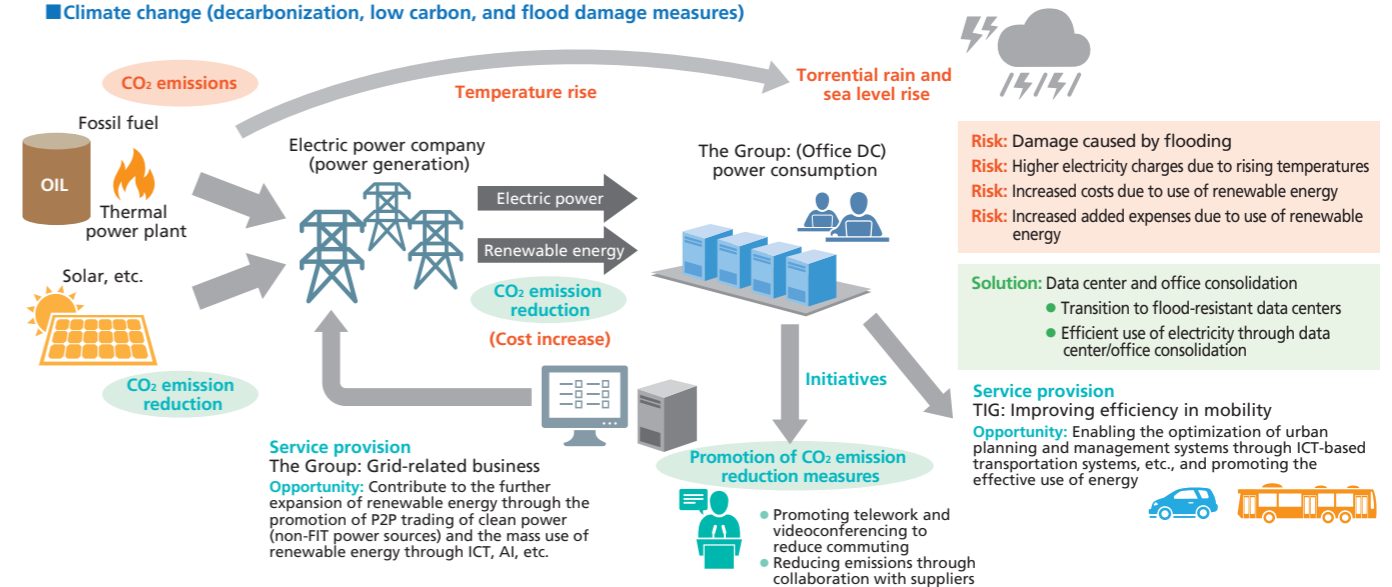 ■Climate change (decarbonization, low carbon, and flood damage measures)
CO₂ emissions
Temperature rise
Torrential rain and
sea level rise
Fossil fuel
OIL
Thermal
power plant
Solar, etc.
CO₂ emission
reduction
Electric power company
(power generation)
Electric power
Renewable energy
CO₂ emission
reduction
(Cost increase)
The Group: (Office DC)
power consumption
Risk: Damage caused by flooding
Risk: Higher electricity charges due to rising temperatures
Risk: Increased costs due to use of renewable energy
Risk: Increased added expenses due to use of renewable
energy
Solution: Data center and office consolidation
● Transition to flood-resistant data centers
● Efficient use of electricity through data
center/office consolidation
Service provision
The Group: Grid-related business
Opportunity: Contribute to the further
expansion of renewable energy through the
promotion of P2P trading of clean power
(non-FIT power sources) and the mass use of
renewable energy through ICT, AI, etc.
Initiatives
Promotion of CO₂ emission
reduction measures
● Promoting telework and
videoconferencing to
reduce commuting
● Reducing emissions through
collaboration with suppliers
Service provision
TIG: Improving efficiency in mobility
Opportunity: Enabling the optimization of urban
planning and management systems through ICT-based
transportation systems, etc., and promoting the
effective use of energy